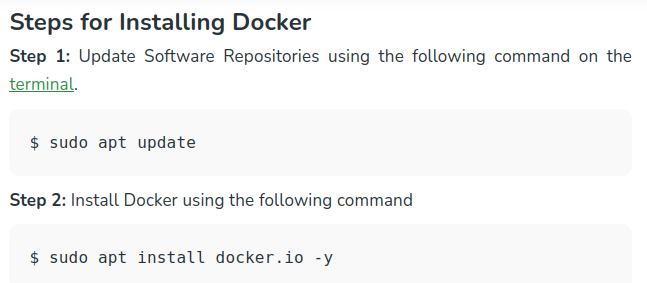 Steps for Installing Docker
Step 1: Update Software Repositories using the following command on the
terminal.
$ sudo apt update
Step 2: Install Docker using the following command
$ sudo apt install docker.io -y